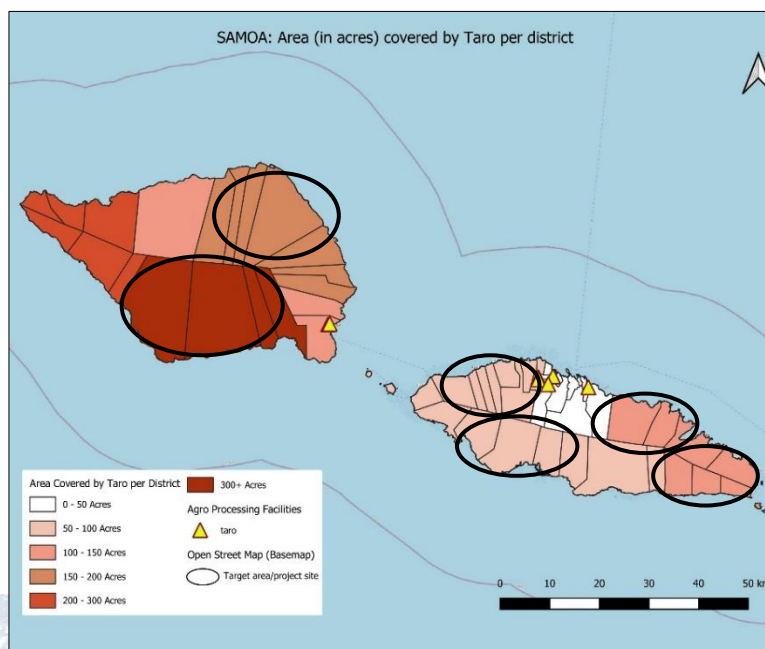 SAMOA: Area (in acres) covered by Taro per district
Area Covered by Taro per District
0 - 50 Acres
50 - 100 Acres
100 - 150 Acres
150 - 200 Acres
200 - 300 Acres
300+ Acres
Agro Processing Facilities
taro
Open Street Map (Basemap)
Target area/project site
0 10 20 30 40 50 km